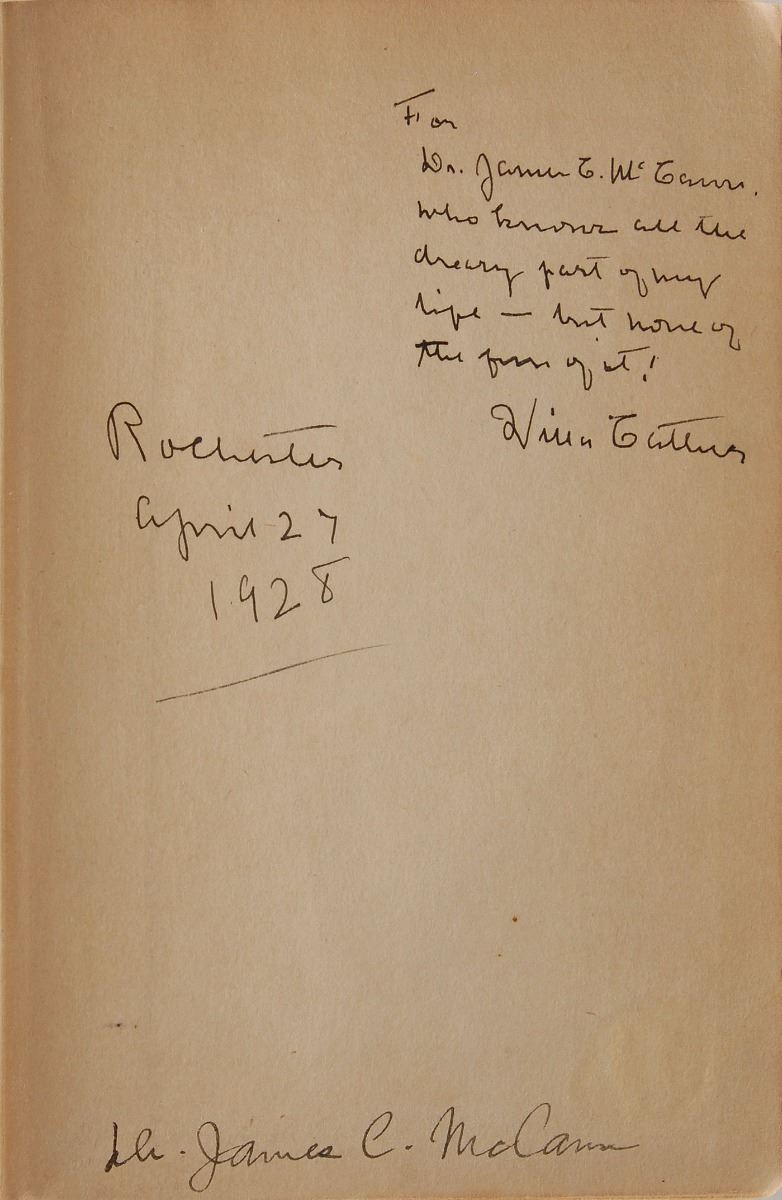 For
Dr. James C. McCann,
who knows all the
dreary part of my
life — but none of
the fun of it!
Willa Cather
Rochester
April 27
1928
Dr. James C. McCann